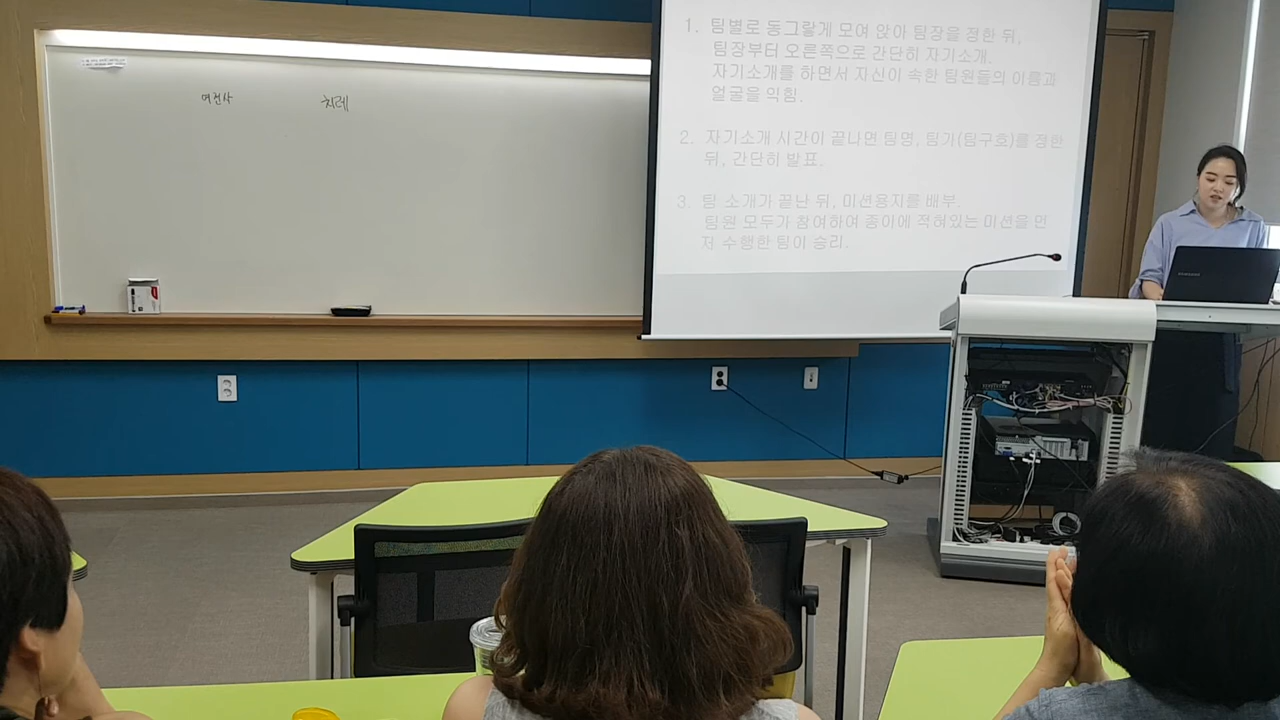 여전사
치레
1. 팀별로 동그랗게 모여 앉아 팀장을 정한 뒤,
팀장부터 오른쪽으로 간단히 자기소개.
자기소개를 하면서 자신이 속한 팀원들의 이름과
얼굴을 익힘.
2. 자기소개 시간이 끝나면 팀명, 팀기(팀구호)를 정한
뒤, 간단히 발표.
3. 팀 소개가 끝난 뒤, 미션용지를 배부.
팀원 모두가 참여하여 종이에 적혀있는 미션을 먼
저 수행한 팀이 승리.
SAMSUNG